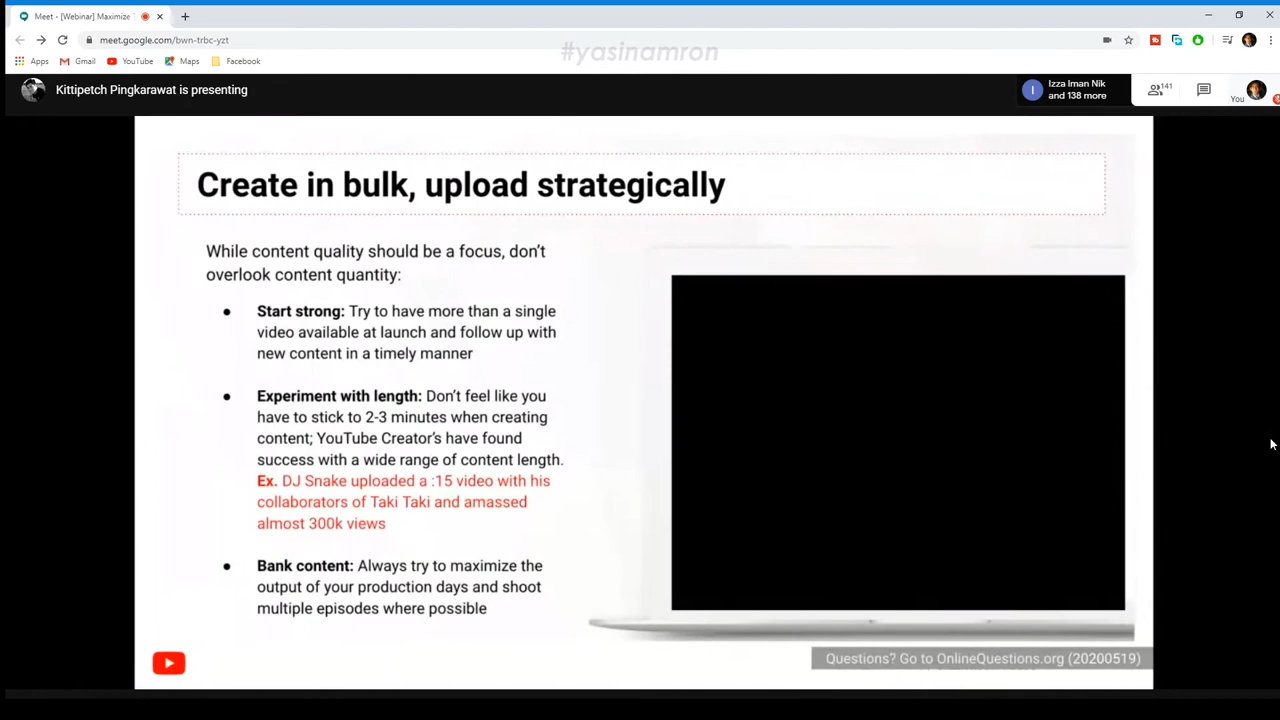 Meet - [Webinar] Maximize
meet.google.com/bwn-trbc-yzt
#yasinamron
Apps Gmail YouTube Maps Facebook
Kittipetch Pingkarawat is presenting
I
Izza Iman Nik
and 138 more
141
You
Create in bulk, upload strategically
While content quality should be a focus, don't
overlook content quantity:
● Start strong: Try to have more than a single
video available at launch and follow up with
new content in a timely manner
● Experiment with length: Don't feel like you
have to stick to 2-3 minutes when creating
content; YouTube Creator's have found
success with a wide range of content length.
Ex. DJ Snake uploaded a :15 video with his
collaborators of Taki Taki and amassed
almost 300k views
● Bank content: Always try to maximize the
output of your production days and shoot
multiple episodes where possible
Questions? Go to OnlineQuestions.org (20200519)